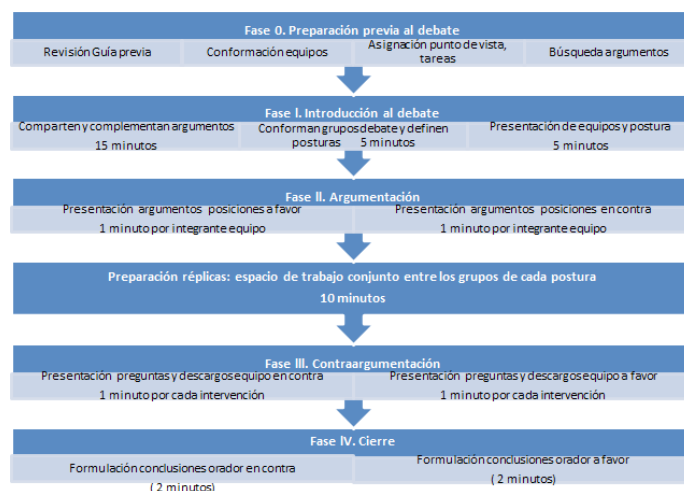 Fase 0. Preparación previa al debate
Revisión Guía previa
Conformación equipos
Asignación punto de vista,
tareas
Búsqueda argumentos
Fase I. Introducción al debate
Comparten y complementan argumentos
15 minutos
Conforman grupos debate y definen
posturas 5 minutos
Presentación de equipos y postura
5 minutos
Fase II. Argumentación
Presentación argumentos posiciones a favor
1 minuto por integrante equipo
Presentación argumentos posiciones en contra
1 minuto por integrante equipo
Preparación réplicas: espacio de trabajo conjunto entre los grupos de cada postura
10 minutos
Fase III. Contraargumentación
Presentación preguntas y descargos equipo en contra
1 minuto por cada intervención
Presentación preguntas y descargos equipo a favor
1 minuto por cada intervención
Fase IV. Cierre
Formulación conclusiones orador en contra
( 2 minutos)
Formulación conclusiones orador a favor
( 2 minutos)